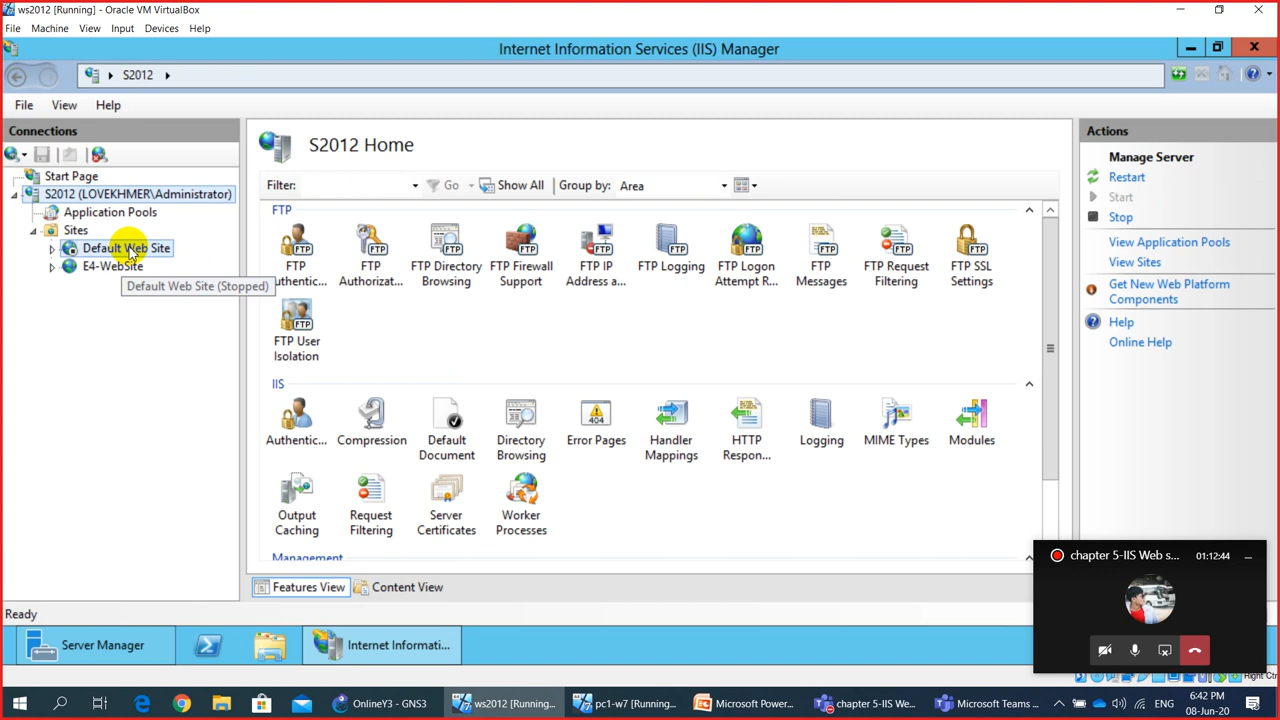 ws2012 [Running] - Oracle VM VirtualBox
File Machine View Input Devices Help
Internet Information Services (IIS) Manager
S2012
File View Help
Connections
Start Page
S2012 (LOVEKHMER\Administrator)
Application Pools
Sites
Default Web Site
E4-WebSite
Default Web Site (Stopped)
S2012 Home
Filter: Go Show All Group by: Area
FTP
FTP Authentic...
FTP Authorizat...
FTP Directory Browsing
FTP Firewall Support
FTP IP Address a...
FTP Logging
FTP Logon Attempt R...
FTP Messages
FTP Request Filtering
FTP SSL Settings
FTP User Isolation
IIS
Authentic...
Compression
Default Document
Directory Browsing
Error Pages
Handler Mappings
HTTP Respon...
Logging
MIME Types
Modules
Output Caching
Request Filtering
Server Certificates
Worker Processes
Management
Features View Content View
Actions
Manage Server
Restart
Start
Stop
View Application Pools
View Sites
Get New Web Platform Components
Help
Online Help
Ready
chapter 5-IIS Web s... 01:12:44
Server Manager
Internet Informati...
Right Ctrl
OnlineY3 - GNS3
ws2012 [Running...
pc1-w7 [Running...
Microsoft Power...
chapter 5-IIS We...
Microsoft Teams ...
ENG
6:42 PM
08-Jun-20